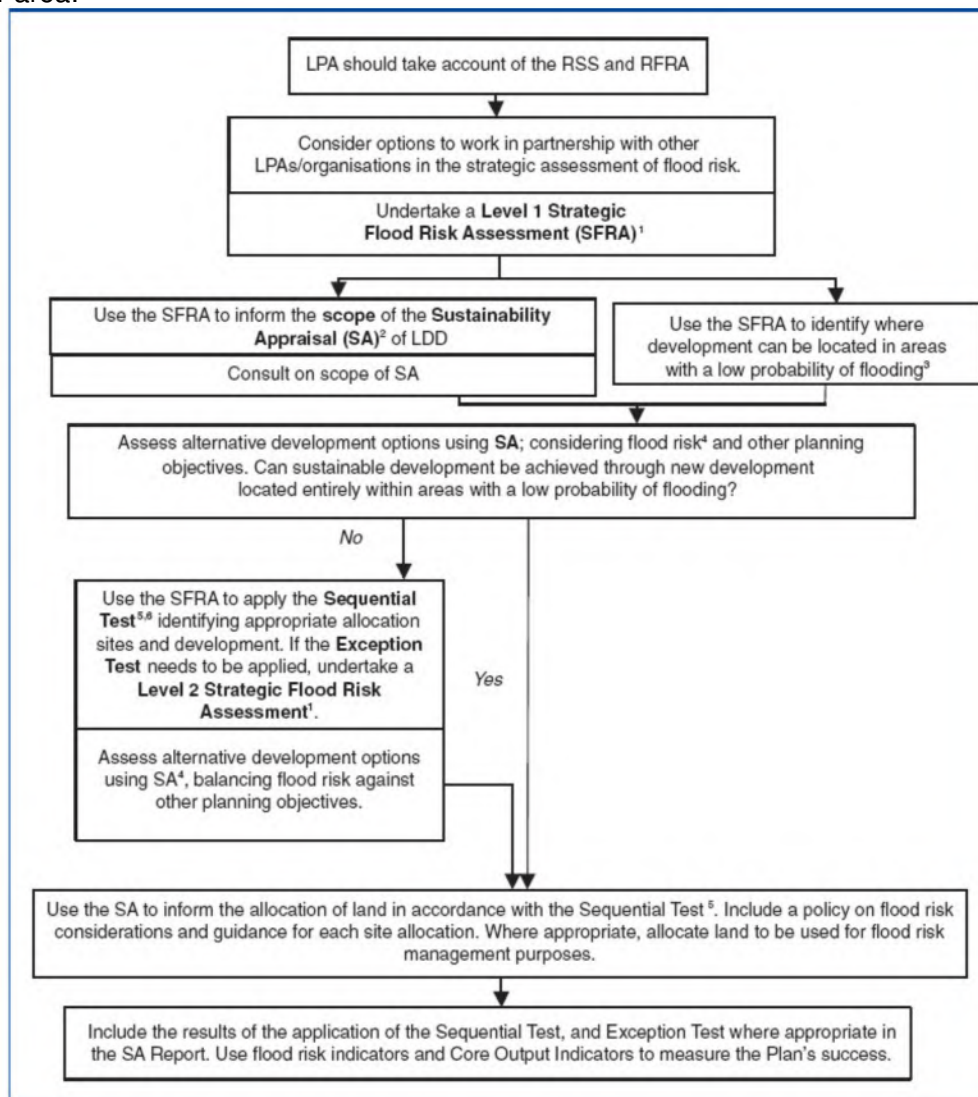 area.
LPA should take account of the RSS and RFRA
Consider options to work in partnership with other
LPAs/organisations in the strategic assessment of flood risk.
Undertake a Level 1 Strategic
Flood Risk Assessment (SFRA)¹
Use the SFRA to inform the scope of the Sustainability
Appraisal (SA)² of LDD
Consult on scope of SA
Use the SFRA to identify where
development can be located in areas
with a low probability of flooding³
Assess alternative development options using SA; considering flood risk⁴ and other planning
objectives. Can sustainable development be achieved through new development
located entirely within areas with a low probability of flooding?
No
Yes
Use the SFRA to apply the Sequential
Test⁵,⁶ identifying appropriate allocation
sites and development. If the
Exception
Test needs to be applied, undertake a
Level 2 Strategic Flood Risk
Assessment¹.
Assess alternative development options
using SA⁴, balancing flood risk against
other planning objectives.
Use the SA to inform the allocation of land in accordance with the Sequential Test ⁵. Include a policy on flood risk
considerations and guidance for each site allocation. Where appropriate, allocate land to be used for flood risk
management purposes.
Include the results of the application of the Sequential Test, and Exception Test where appropriate in
the SA Report. Use flood risk indicators and Core Output Indicators to measure the Plan's success.